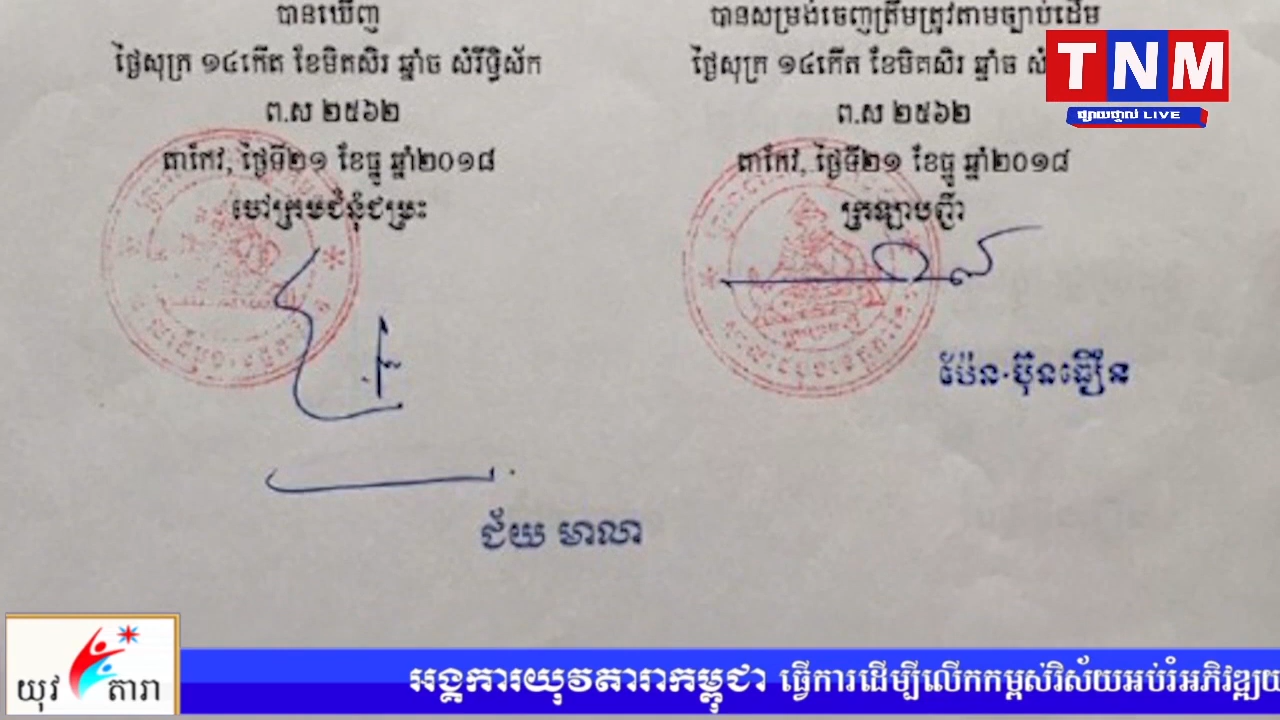 បានឃើញ
ថ្ងៃសុក្រ ១៤កើត ខែមិគសិរ ឆ្នាំច សំរឹទ្ធិស័ក
ព.ស ២៥៦២
តាកែវ, ថ្ងៃទី២១ ខែធ្នូ ឆ្នាំ២០១៨
ចៅក្រមជំនុំជម្រះ
ជ័យ មាលា
បានសម្រង់ចេញត្រឹមត្រូវតាមច្បាប់ដើម
ថ្ងៃសុក្រ ១៤កើត ខែមិគសិរ ឆ្នាំច សំ
ព.ស ២៥៦២
តាកែវ, ថ្ងៃទី២១ ខែធ្នូ ឆ្នាំ២០១៨
ក្រឡាបញ្ជី
ប៉ែន ប៊ុនធឿន
TNM
ផ្សាយផ្ទាល់ LIVE
យុវ តារា
អង្គការយុវតារាកម្ពុជា ធ្វើការដើម្បីលើកកម្ពស់វិស័យអប់រំអភិវឌ្ឍយ